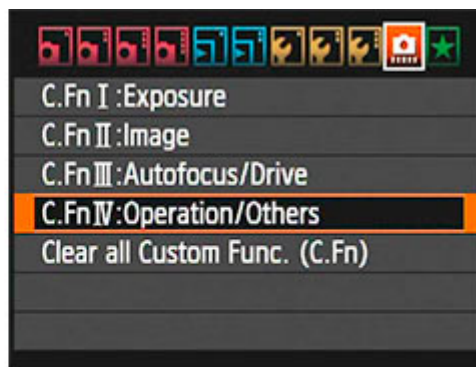 C.Fn Ⅰ:Exposure
C.Fn Ⅱ:Image
C.Fn Ⅲ:Autofocus/Drive
C.Fn Ⅳ:Operation/Others
Clear all Custom Func. (C.Fn)